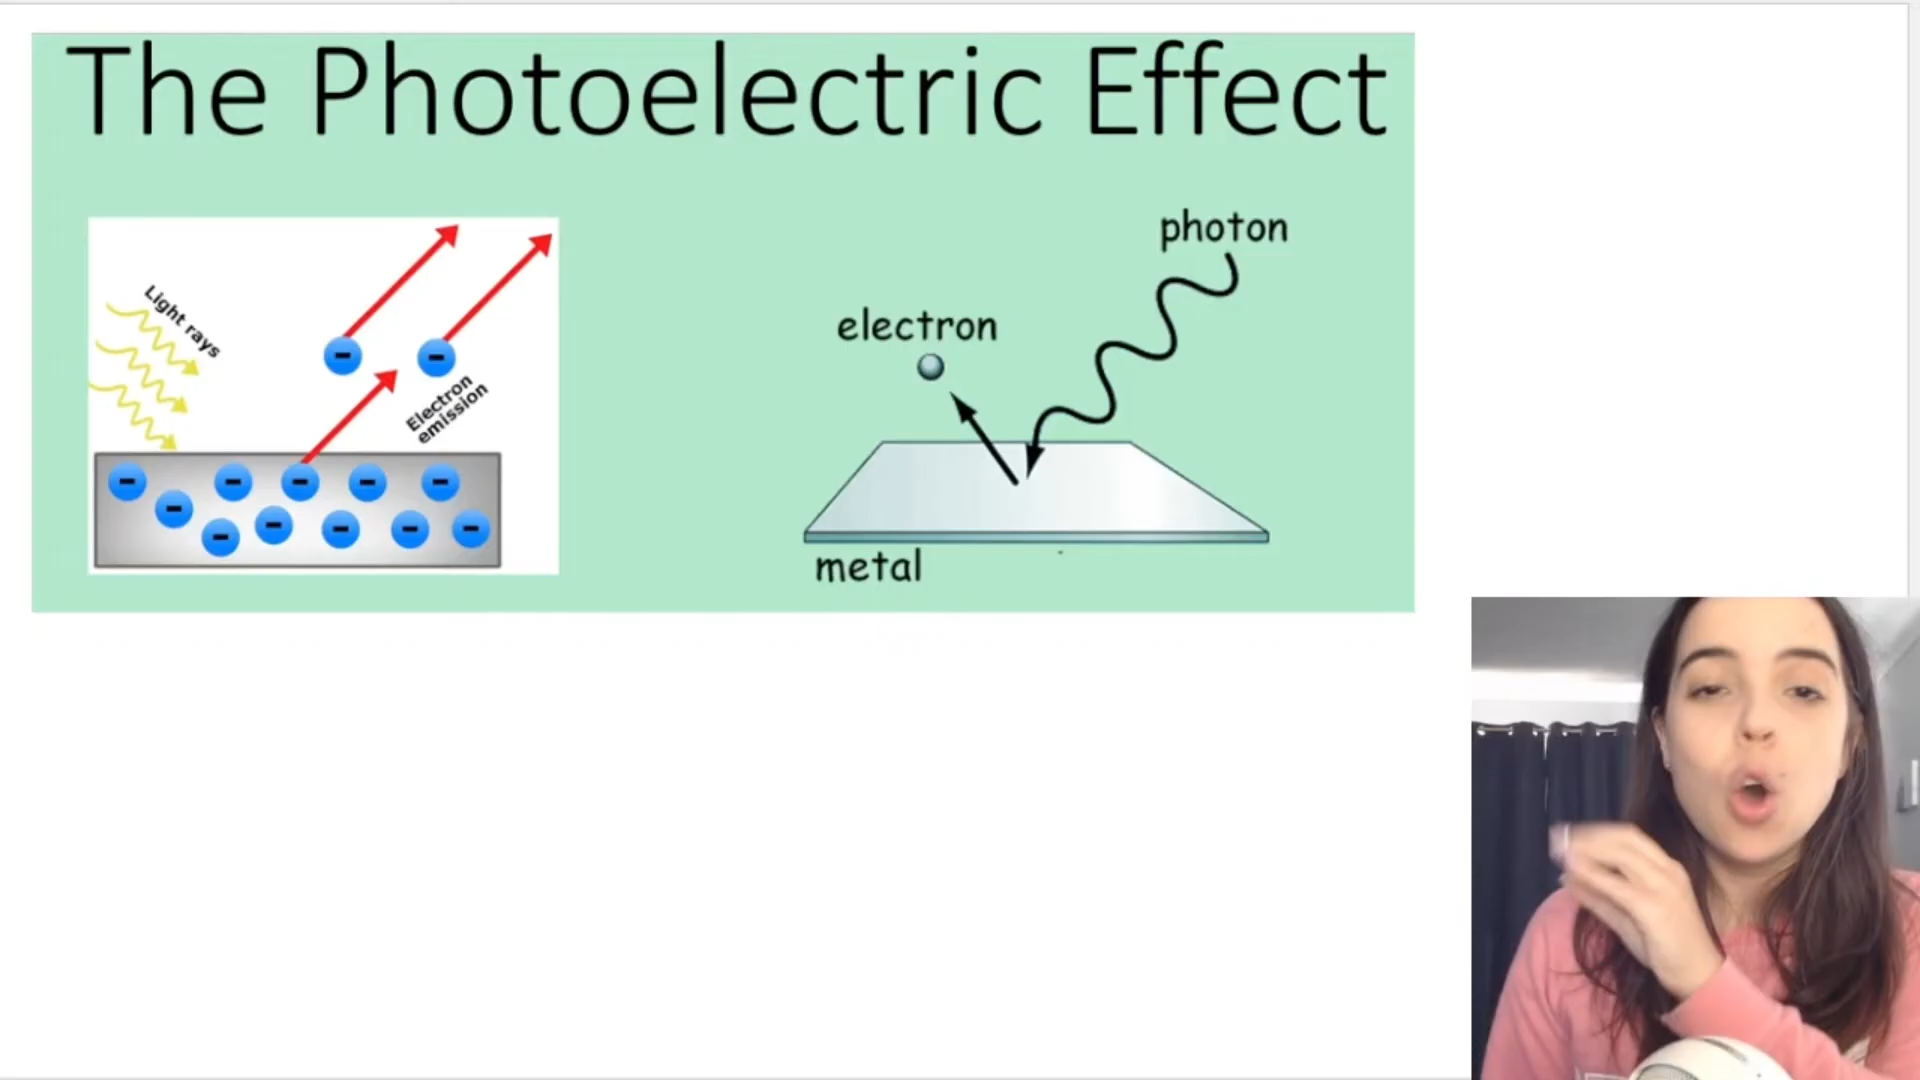 The Photoelectric Effect
Light rays
Electron
emission
photon
electron
metal